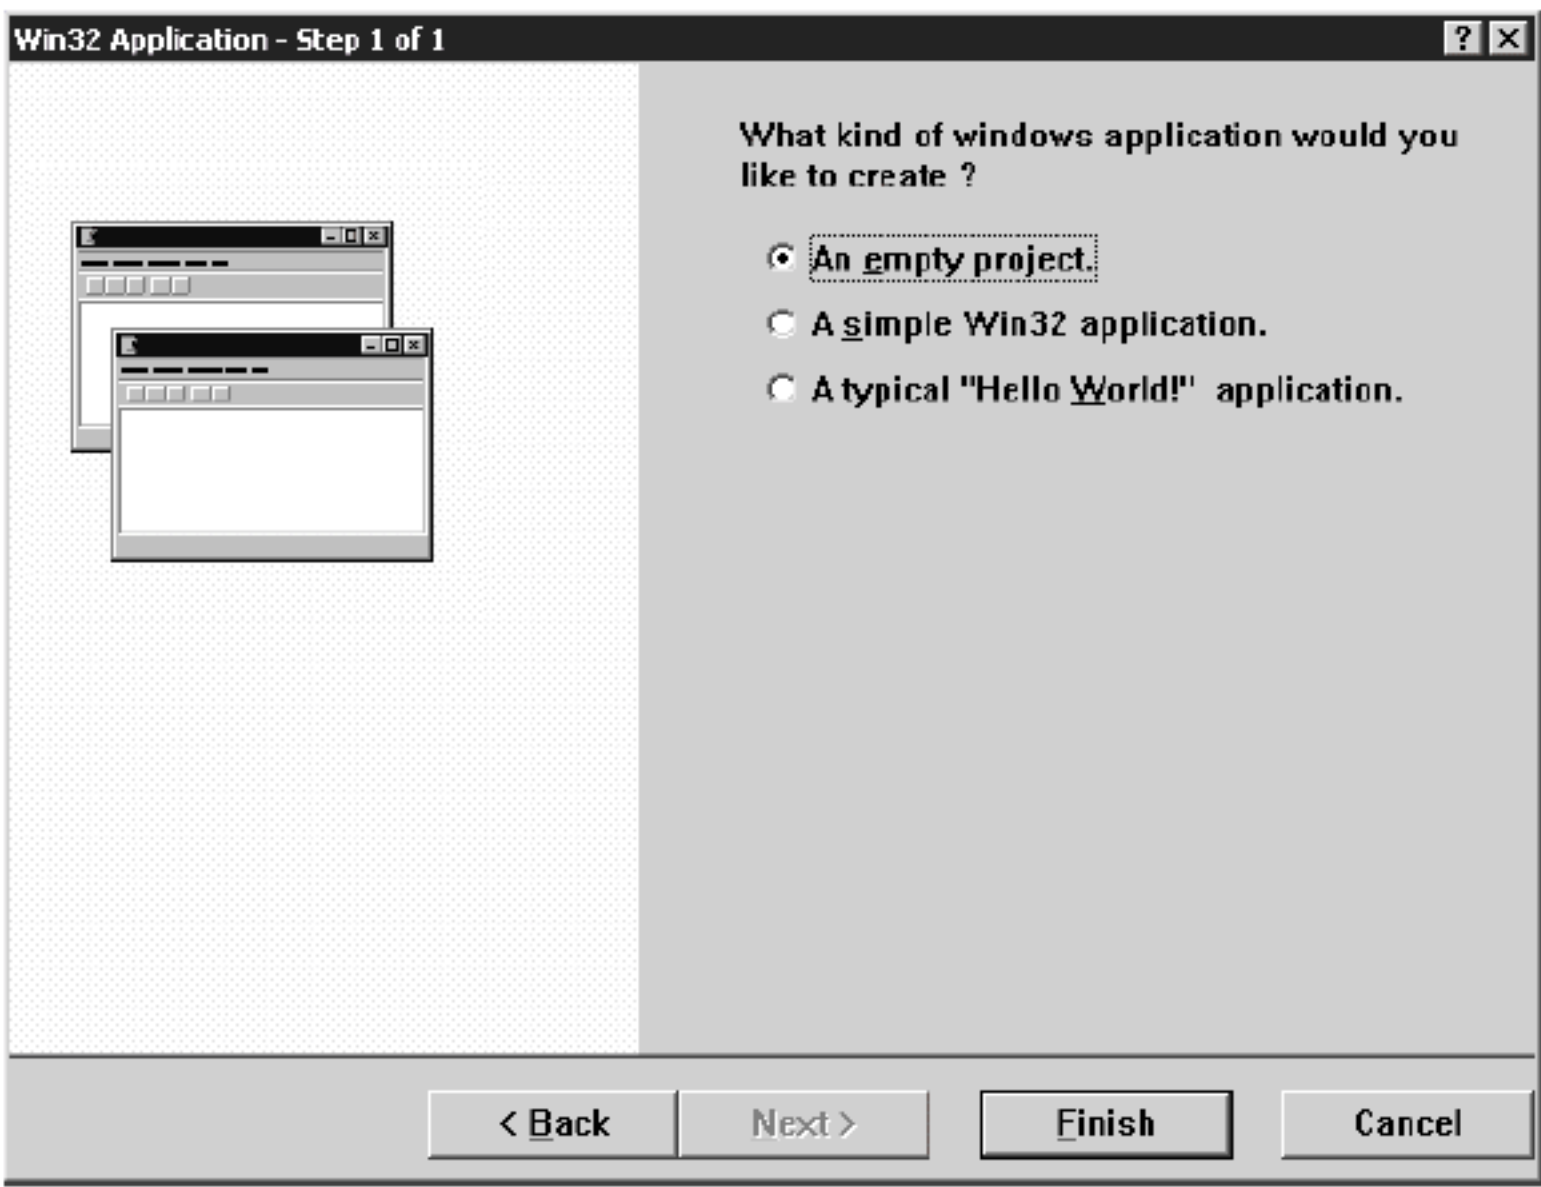 Win32 Application - Step 1 of 1
What kind of windows application would you
like to create ?
An empty project.
A simple Win32 application.
A typical "Hello World!" application.
< Back
Next >
Finish
Cancel